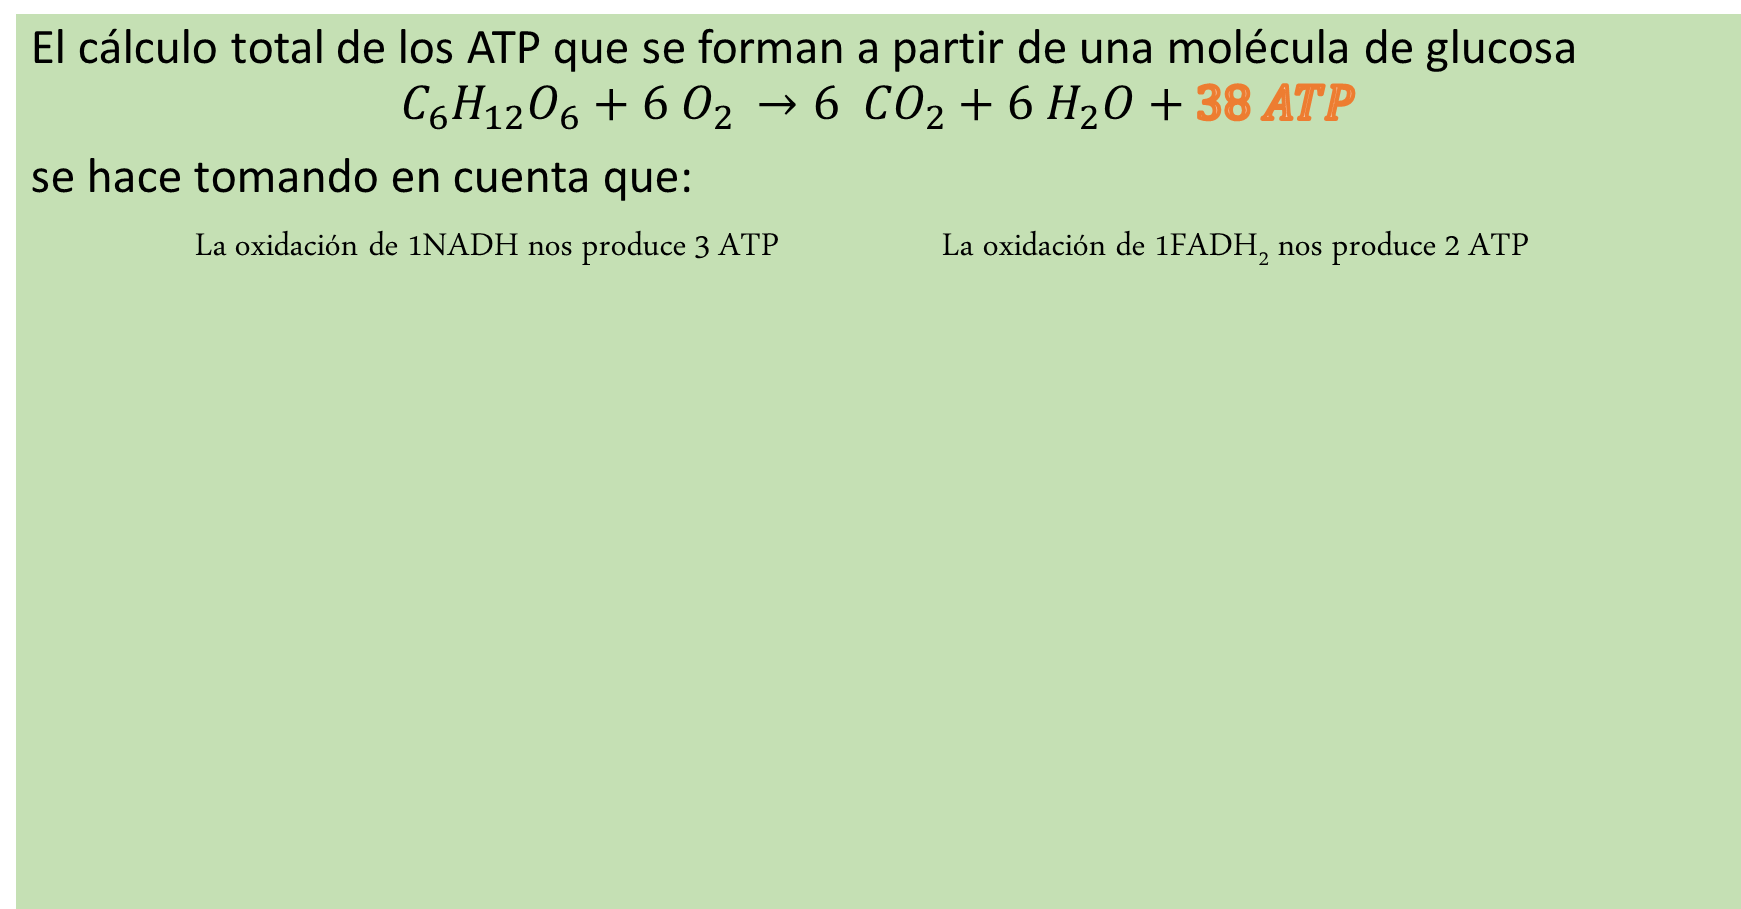 El cálculo total de los ATP que se forman a partir de una molécula de glucosa
C₆H₁₂O₆ + 6 O₂ → 6 CO₂ + 6 H₂O + 38 ATP
se hace tomando en cuenta que:
La oxidación de 1NADH nos produce 3 ATP
La oxidación de 1FADH₂ nos produce 2 ATP